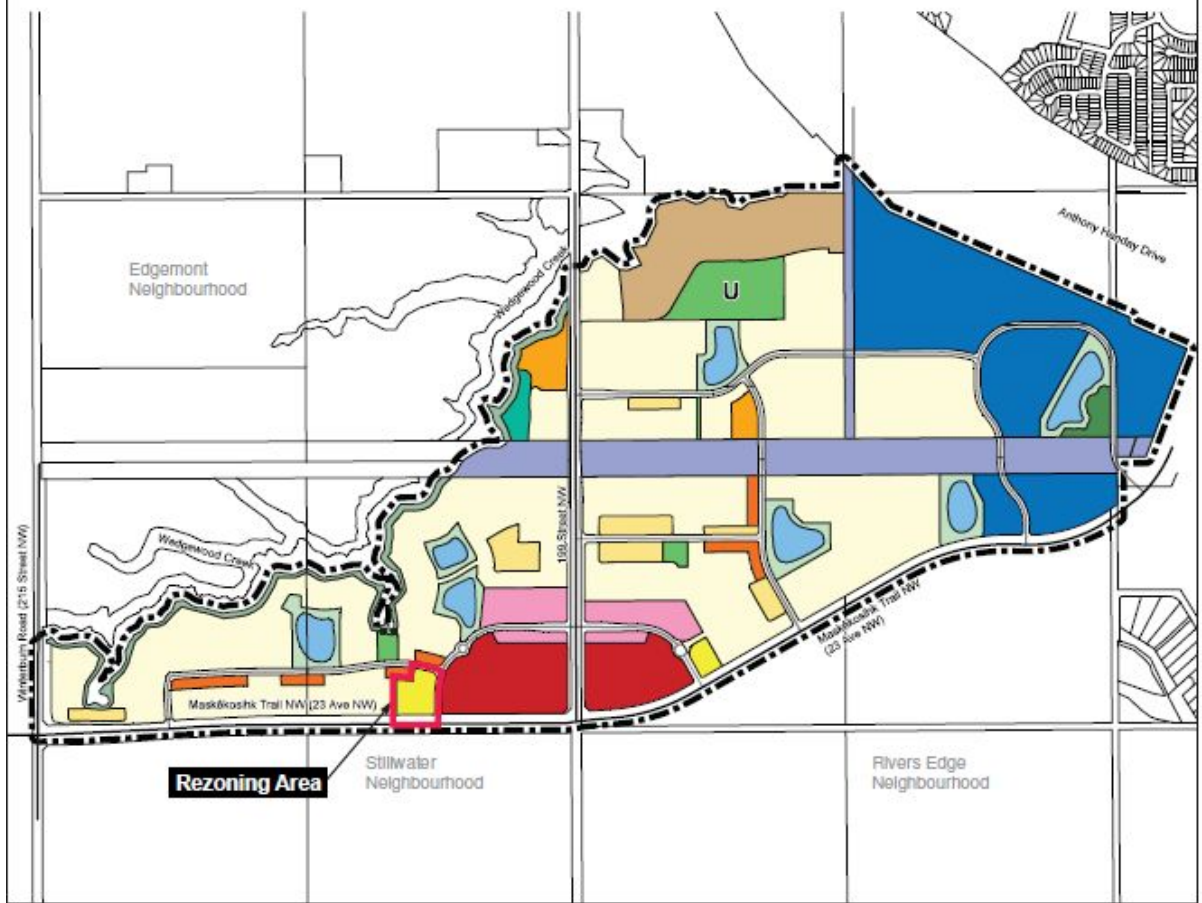 Anthony Henday Drive
Edgemont
Neighbourhood
Wedgewood Creek
U
Wedgewood Creek
199 Street NW
Winterburn Road (215 Street NW)
Maskêkosihk Trail NW
(23 Ave NW)
Maskêkosihk Trail NW (23 Ave NW)
Rezoning Area
Stillwater
Neighbourhood
Rivers Edge
Neighbourhood